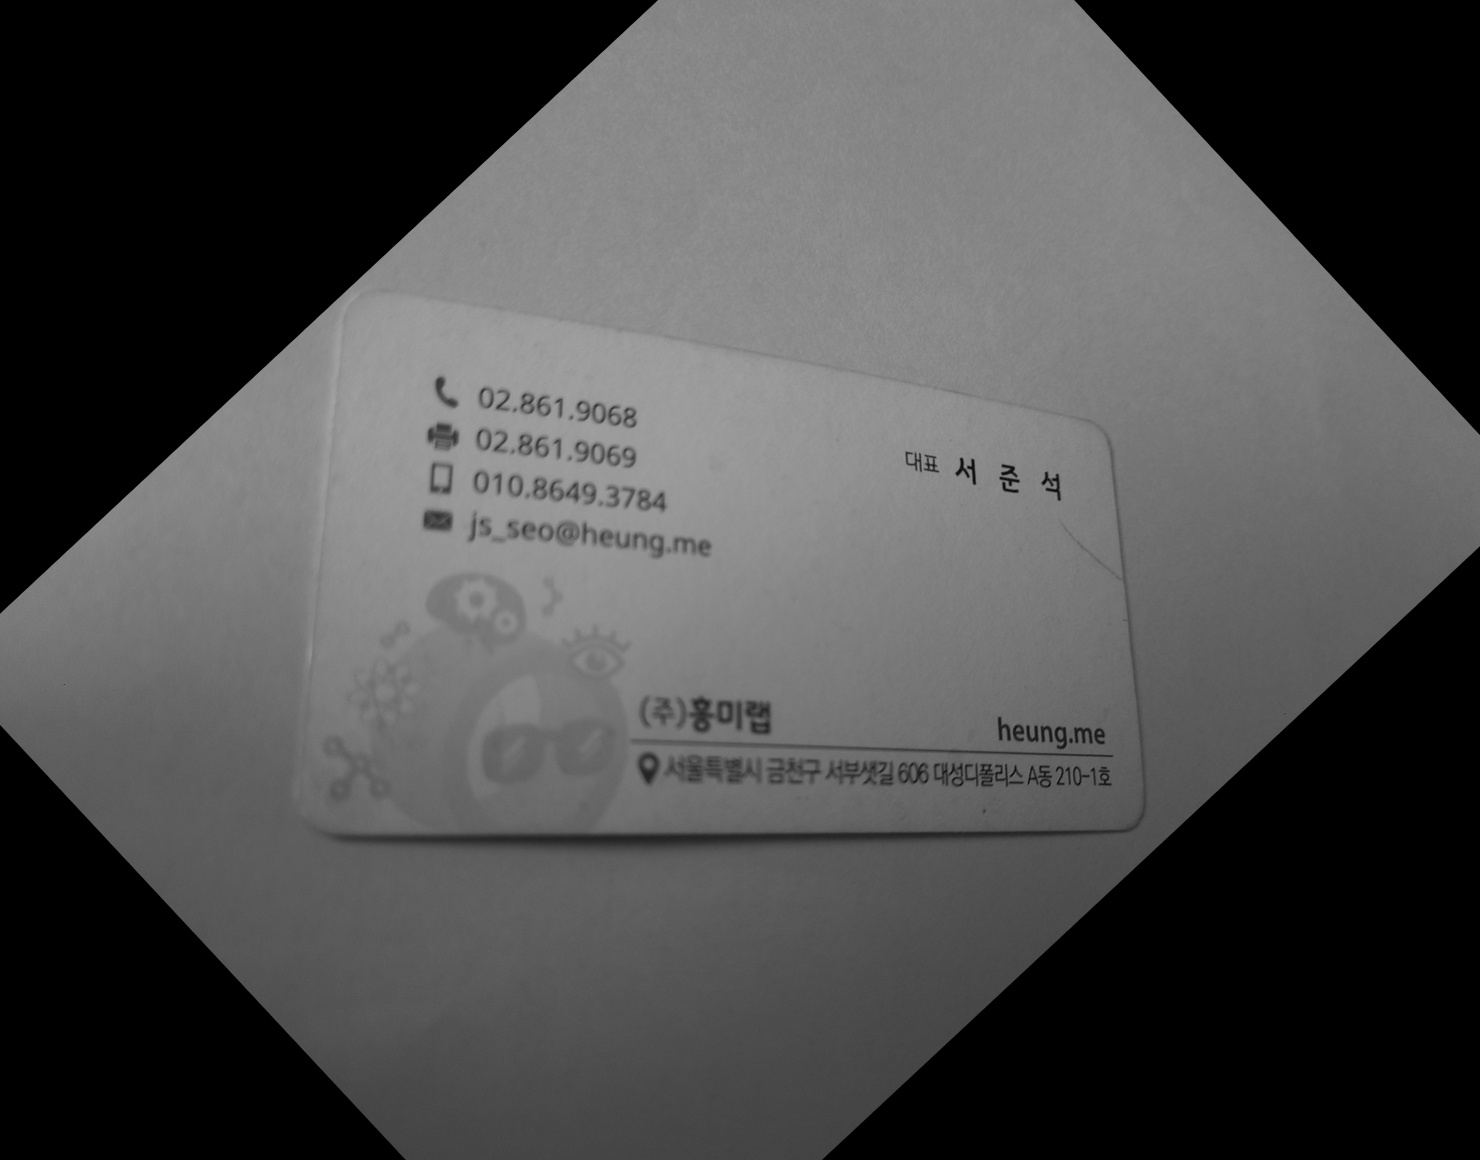 02.861.9068
02.861.9069
010.8649.3784
js_seo@heung.me
대표 서 준 석
(주)흥미랩
heung.me
서울특별시 금천구 서부샛길 606 대성디폴리스 A동 210-1호